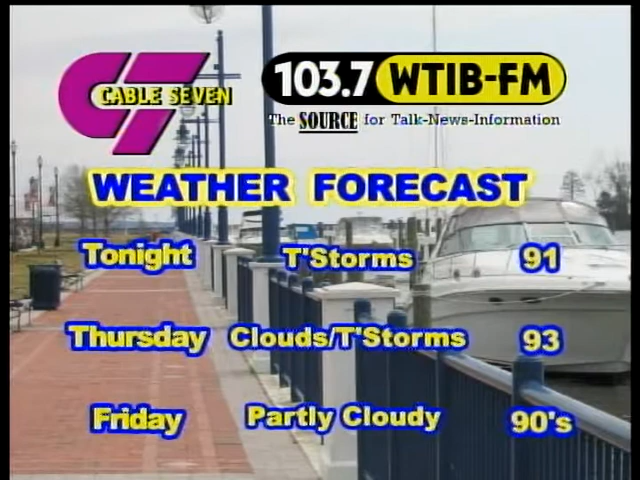 C7 CABLE SEVEN
103.7 WTIB-FM
The SOURCE for Talk-News-Information
WEATHER FORECAST
Tonight T'Storms 91
Thursday Clouds/T'Storms 93
Friday Partly Cloudy 90's